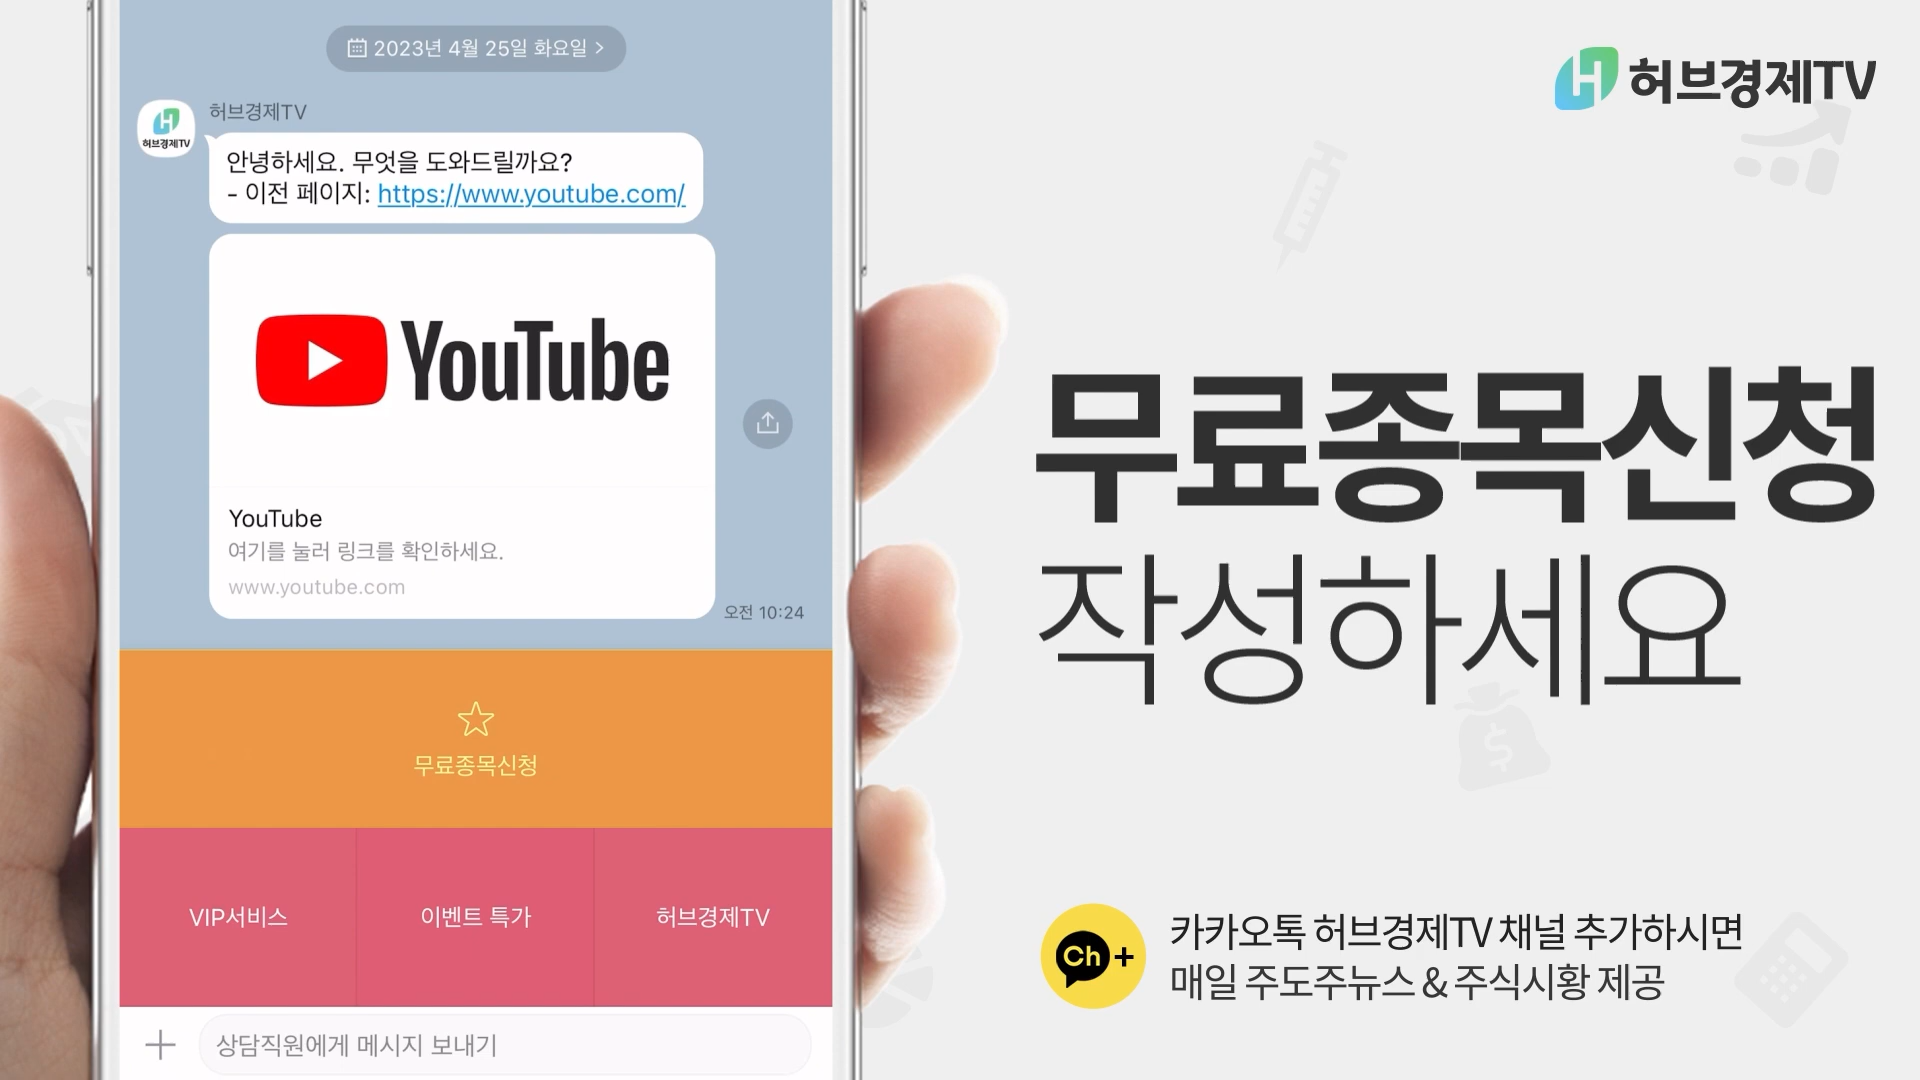 2023년 4월 25일 화요일 >
허브경제TV
허브경제TV
안녕하세요. 무엇을 도와드릴까요?
- 이전 페이지: https://www.youtube.com/
YouTube
YouTube
여기를 눌러 링크를 확인하세요.
www.youtube.com
오전 10:24
무료종목신청
VIP서비스
이벤트 특가
허브경제TV
상담직원에게 메시지 보내기
허브경제TV
무료종목신청
작성하세요
Ch+
카카오톡 허브경제TV 채널 추가하시면
매일 주도주뉴스 & 주식시황 제공